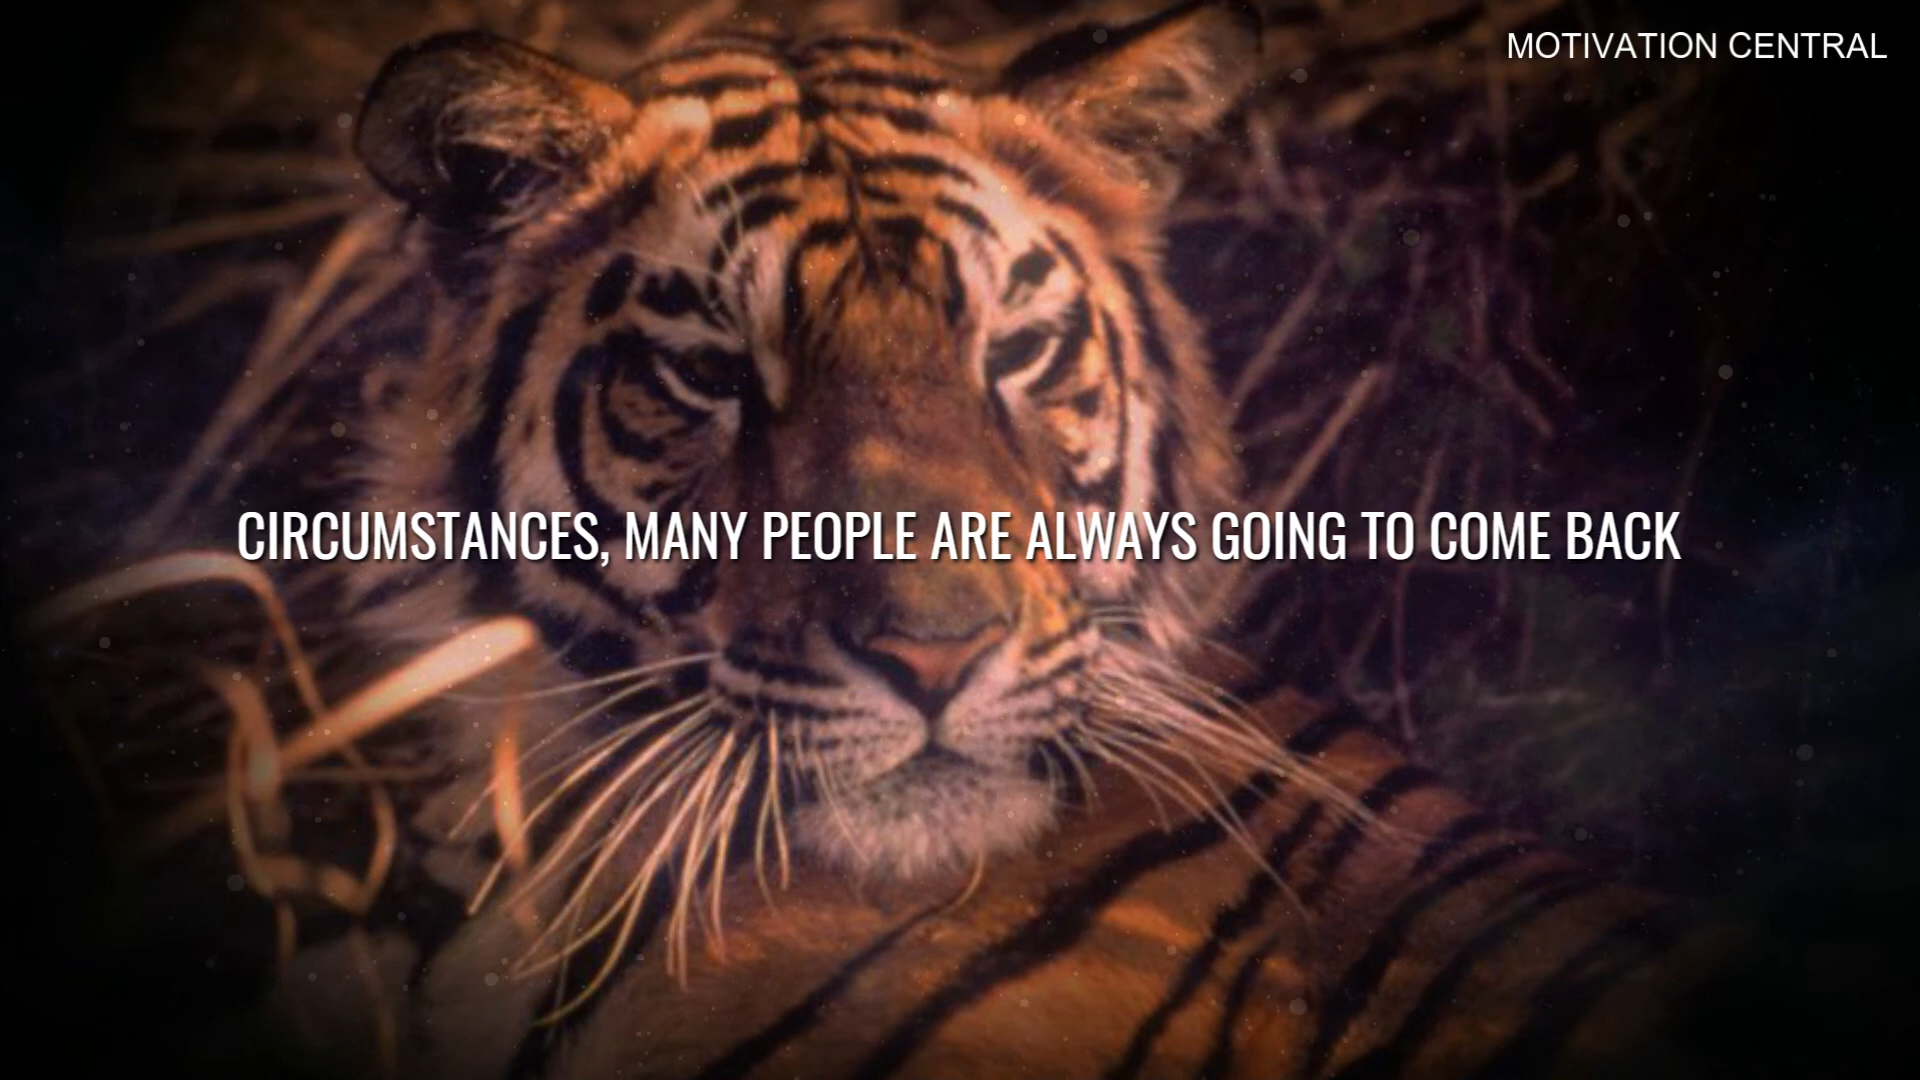 MOTIVATION CENTRAL
CIRCUMSTANCES, MANY PEOPLE ARE ALWAYS GOING TO COME BACK